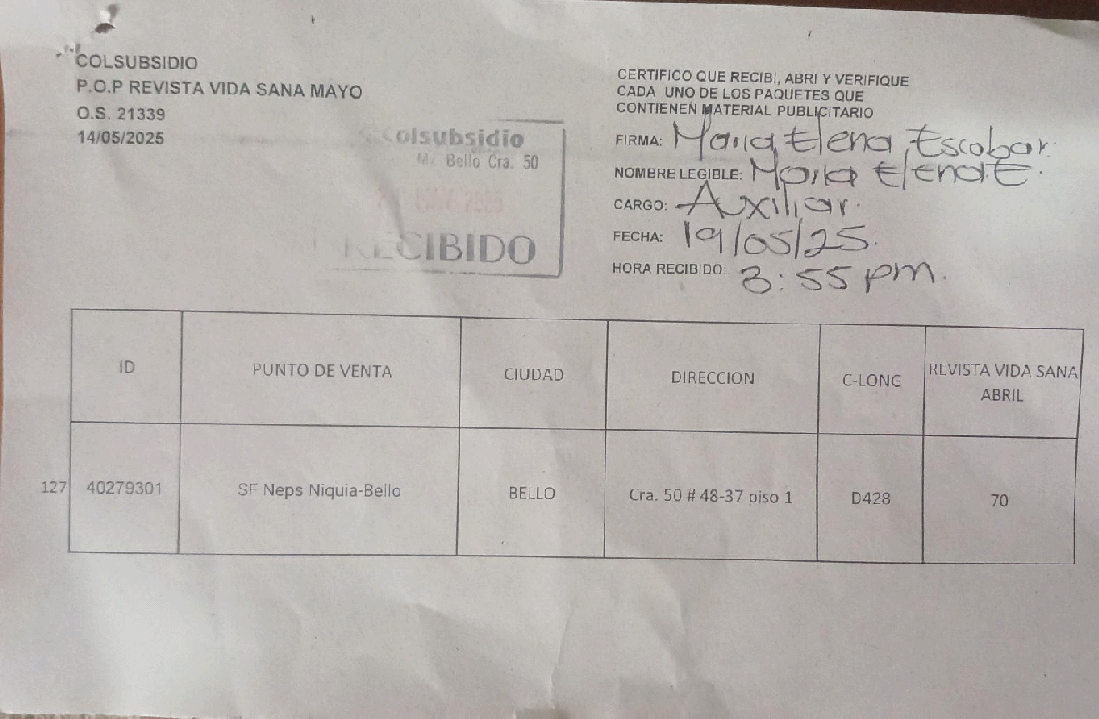 COLSUBSIDIO
P.O.P REVISTA VIDA SANA MAYO
O.S. 21339
14/05/2025
Colsubsidio
Bello Cra. 50
RECIBIDO
CERTIFICO QUE RECIBI, ABRI Y VERIFIQUE
CADA UNO DE LOS PAQUETES QUE
CONTIENEN MATERIAL PUBLICITARIO
FIRMA: Maria Elena Escobar.
NOMBRE LEGIBLE: Maria Elena E.
CARGO: Auxiliar.
FECHA: 19/05/25.
HORA RECIBIDO: 3:55 pm.
ID PUNTO DE VENTA CIUDAD DIRECCION C-LONG REVISTA VIDA SANA ABRIL
127 40279301 SF Neps Niquia-Bello BELLO Cra. 50 # 48-37 piso 1 D428 70